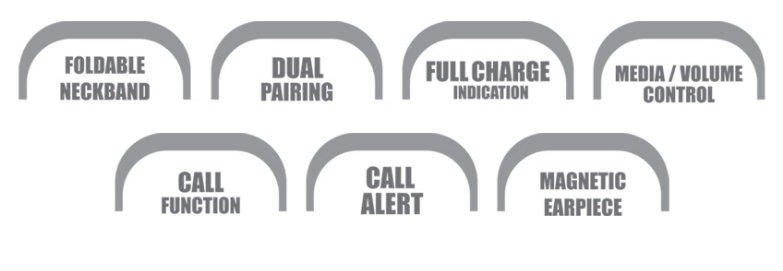 FOLDABLE
NECKBAND
DUAL
PAIRING
FULL CHARGE
INDICATION
MEDIA / VOLUME
CONTROL
CALL
FUNCTION
CALL
ALERT
MAGNETIC
EARPIECE